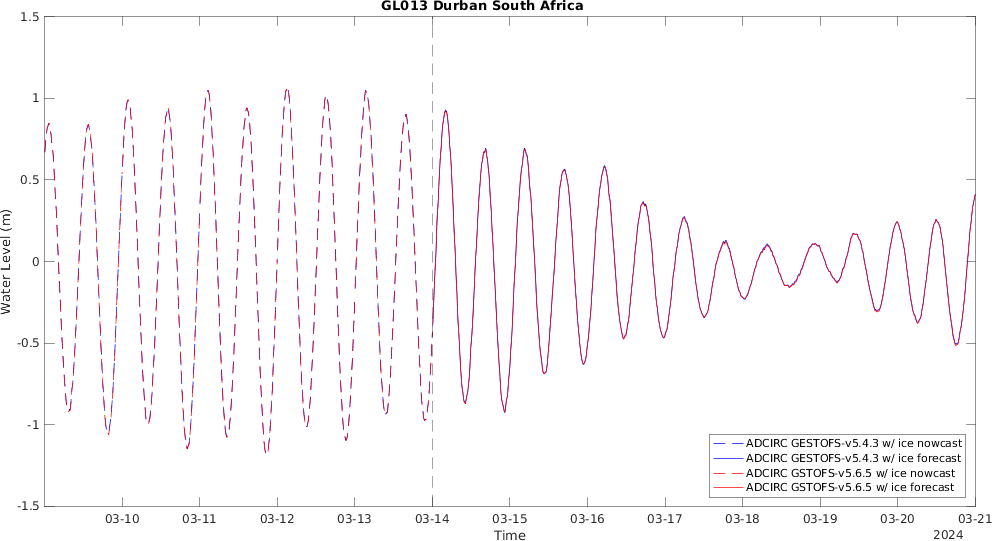 GL013 Durban South Africa
1.5
1
0.5
0
-0.5
-1
-1.5
Water Level (m)
03-10 03-11 03-12 03-13 03-14 03-15 03-16 03-17 03-18 03-19 03-20 03-21
Time
2024
ADCIRC GESTOFS-v5.4.3 w/ ice nowcast
ADCIRC GESTOFS-v5.4.3 w/ ice forecast
ADCIRC GSTOFS-v5.6.5 w/ ice nowcast
ADCIRC GSTOFS-v5.6.5 w/ ice forecast